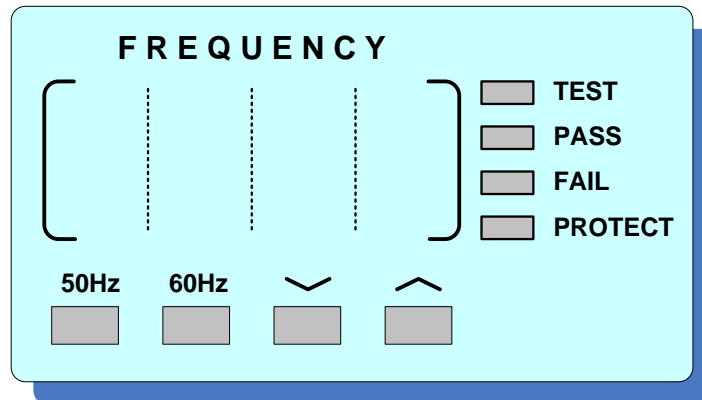 FREQUENCY
TEST
PASS
FAIL
PROTECT
50Hz 60Hz